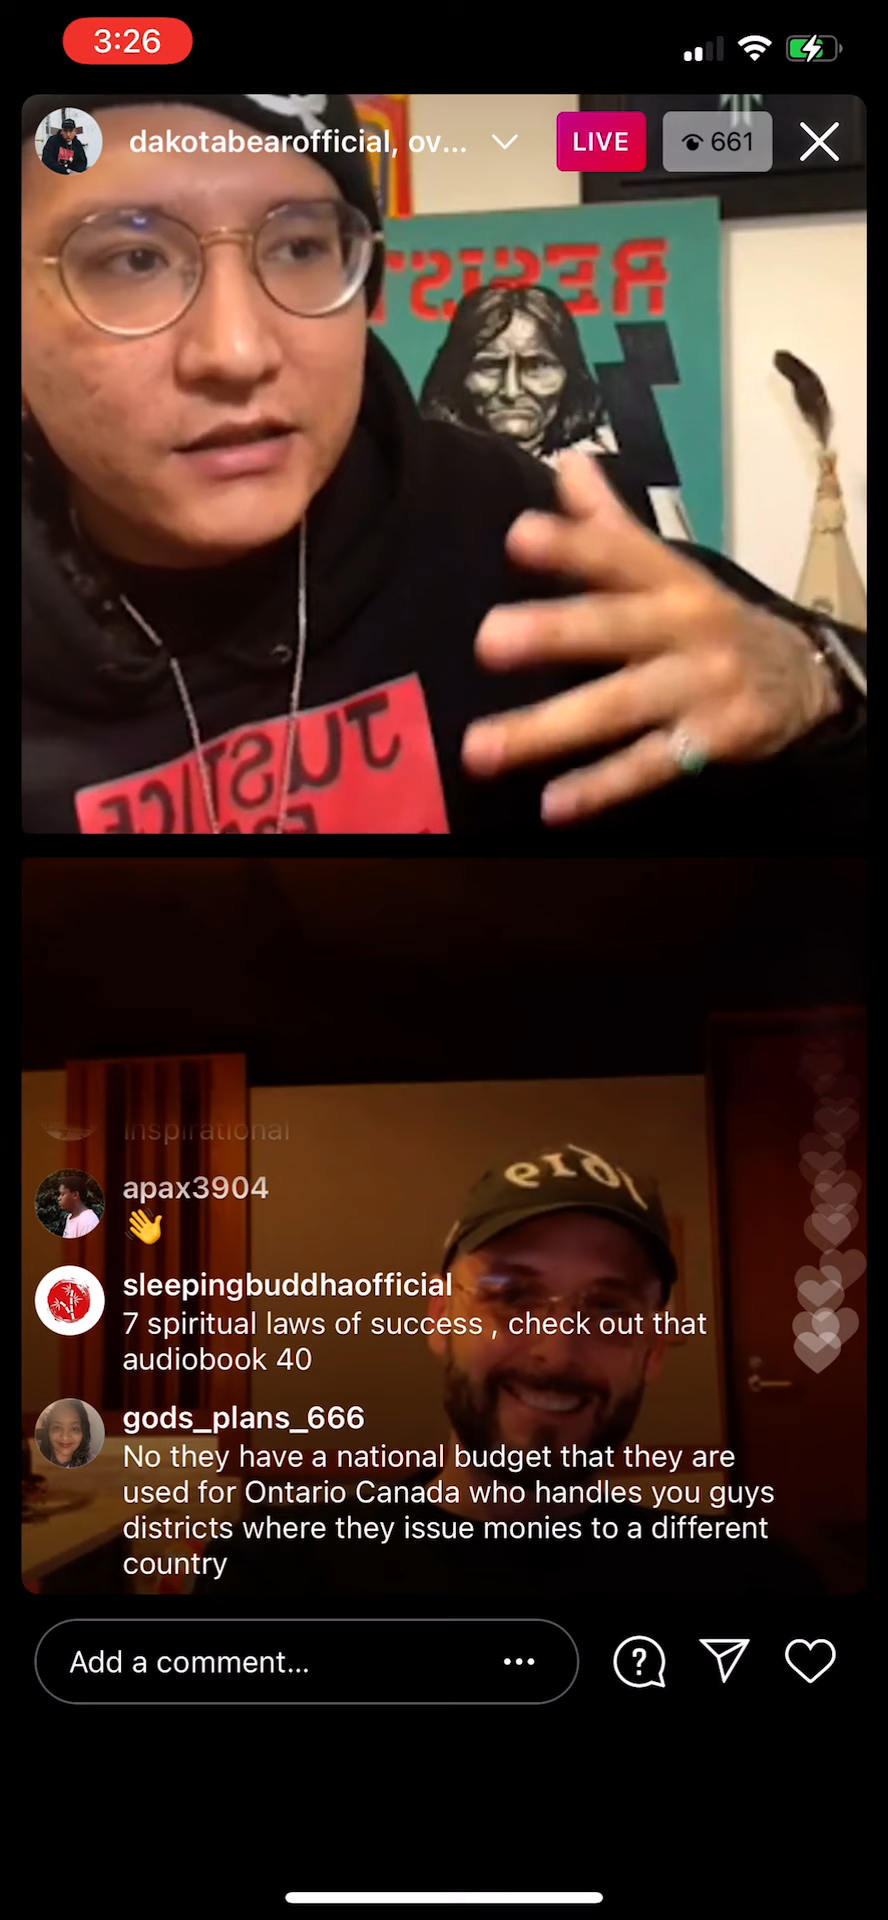 3:26
dakotabearofficial, ov...
LIVE
661
RESIST
JUSTICE
FOR
Inspirational
apax3904
👋
sleepingbuddhaofficial
7 spiritual laws of success , check out that
audiobook 40
gods_plans_666
No they have a national budget that they are
used for Ontario Canada who handles you guys
districts where they issue monies to a different
country
Add a comment...